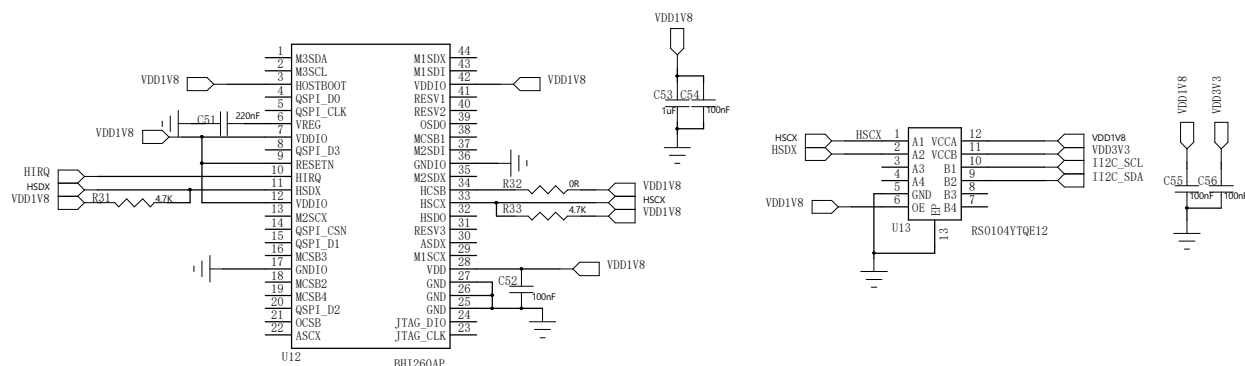 VDD1V8
1 M3SDA M1SDX 44
2 M3SCL M1SDI 43
VDD1V8 3 HOSTBOOT VDDIO 42 VDD1V8
4 QSPI_D0 RESV1 41
5 QSPI_CLK RESV2 40
C51 220nF 6 VREG OSDO 39
VDD1V8 7 VDDIO MCSB1 38
8 QSPI_D3 M2SDI 37
9 RESETN GNDIO 36
HIRQ 10 HIRQ M2SDX 35
HSDX 11 HSDX HCSB 34 R32 0R VDD1V8
VDD1V8 R31 4.7K 12 VDDIO HSCX 33 HSCX
13 M2SCX HSDO 32 R33 4.7K VDD1V8
14 QSPI_CSN RESV3 31
15 QSPI_D1 ASDX 30
16 MCSB3 M1SCX 29
17 GNDIO VDD 28 VDD1V8
18 MCSB2 GND 27 C52 100nF
19 MCSB4 GND 26
20 QSPI_D2 GND 25
21 OCSB JTAG_DIO 24
22 ASCX JTAG_CLK 23
U12
BHI260AP
C53 1uF C54 100nF
HSCX HSCX 1 A1 VCCA 12 VDD1V8
HSDX 2 A2 VCCB 11 VDD3V3
3 A3 B1 10 II2C_SCL
4 A4 B2 9 II2C_SDA
5 GND B3 8
VDD1V8 6 OE EP B4 7
U13 13 RS0104YTQE12
VDD1V8 VDD3V3
C55 100nF C56 100nF